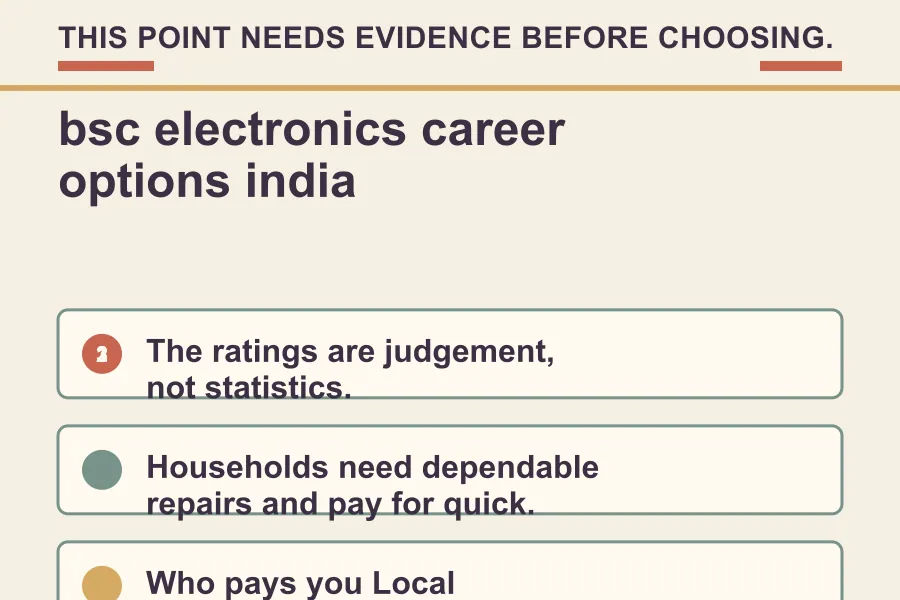 THIS POINT NEEDS EVIDENCE BEFORE CHOOSING.
bsc electronics career
options india
The ratings are judgement,
not statistics.
Households need dependable
repairs and pay for quick.
Who pays you Local